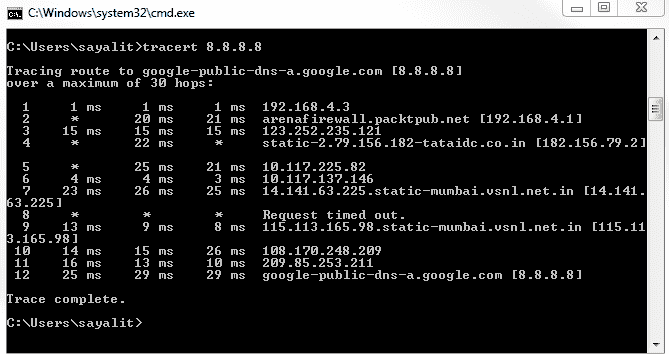 C:\Windows\system32\cmd.exe
C:\Users\sayalit>tracert 8.8.8.8
Tracing route to google-public-dns-a.google.com [8.8.8.8]
over a maximum of 30 hops:
1 1 ms 1 ms 1 ms 192.168.4.3
2 * 20 ms 21 ms arenafirewall.packtpub.net [192.168.4.1]
3 15 ms 15 ms 15 ms 123.252.235.121
4 * 22 ms * static-2.79.156.182-tataidc.co.in [182.156.79.2]
5 * 25 ms 21 ms 10.117.225.82
6 4 ms 4 ms 3 ms 10.117.137.146
7 23 ms 26 ms 25 ms 14.141.63.225.static-mumbai.vsnl.net.in [14.141.
63.225]
8 * * * Request timed out.
9 13 ms 9 ms 8 ms 115.113.165.98.static-mumbai.vsnl.net.in [115.11
3.165.98]
10 14 ms 15 ms 26 ms 108.170.248.209
11 16 ms 13 ms 10 ms 209.85.253.211
12 25 ms 29 ms 29 ms google-public-dns-a.google.com [8.8.8.8]
Trace complete.
C:\Users\sayalit>